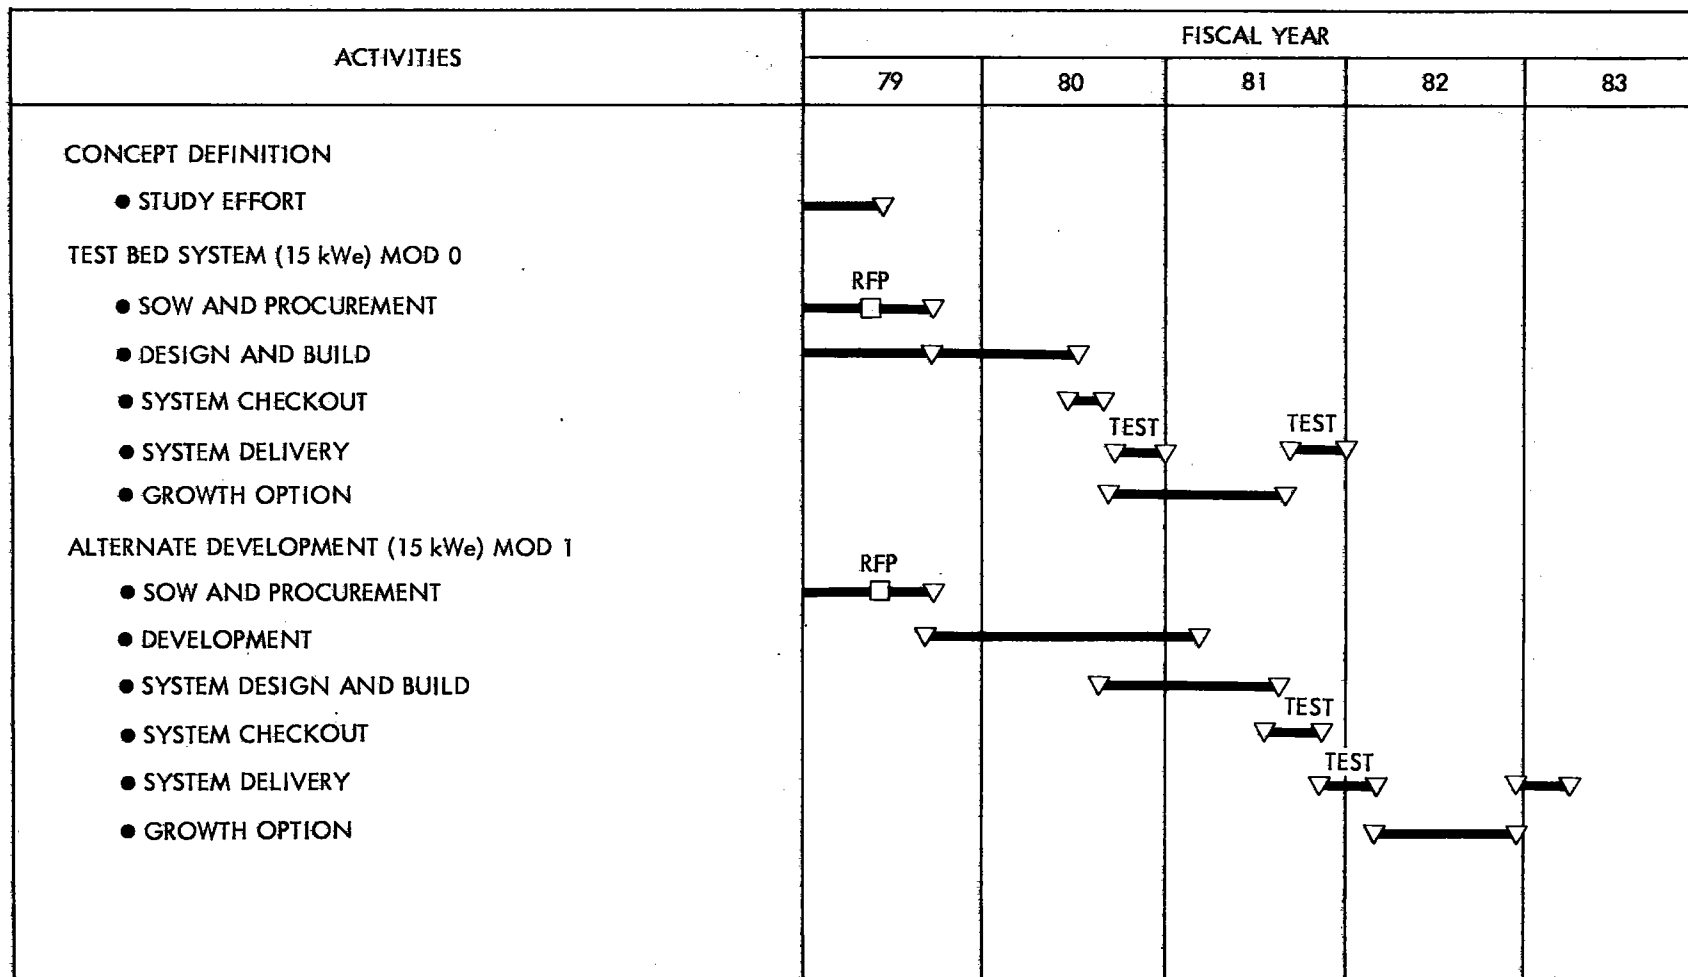 ACTIVITIES
FISCAL YEAR
79 80 81 82 83
CONCEPT DEFINITION
● STUDY EFFORT
TEST BED SYSTEM (15 kWe) MOD 0
RFP
● SOW AND PROCUREMENT
● DESIGN AND BUILD
● SYSTEM CHECKOUT
TEST TEST
● SYSTEM DELIVERY
● GROWTH OPTION
ALTERNATE DEVELOPMENT (15 kWe) MOD 1
RFP
● SOW AND PROCUREMENT
● DEVELOPMENT
● SYSTEM DESIGN AND BUILD
TEST
● SYSTEM CHECKOUT
TEST
● SYSTEM DELIVERY
● GROWTH OPTION